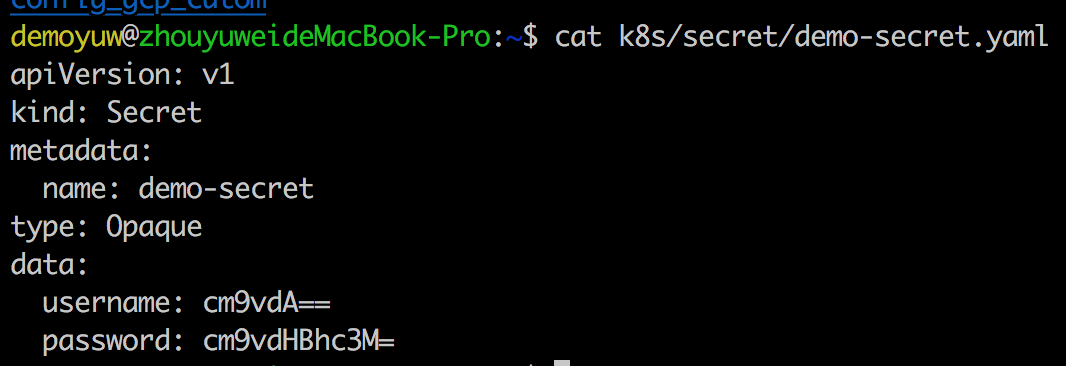 config_gcp_cutom
demoyuw@zhouyuweideMacBook-Pro:~$ cat k8s/secret/demo-secret.yaml
apiVersion: v1
kind: Secret
metadata:
  name: demo-secret
type: Opaque
data:
  username: cm9vdA==
  password: cm9vdHBhc3M=